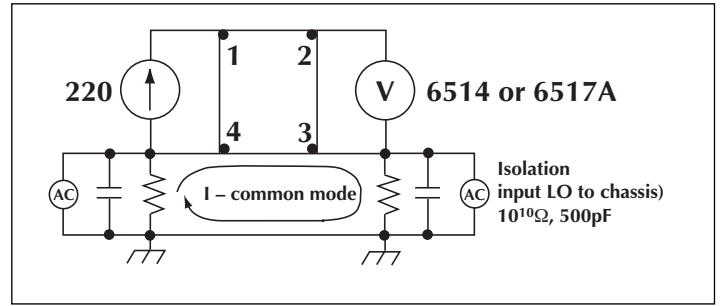 1
2
220
V
6514 or 6517A
4
3
AC
I – common mode
AC
Isolation
input LO to chassis)
10¹⁰Ω, 500pF